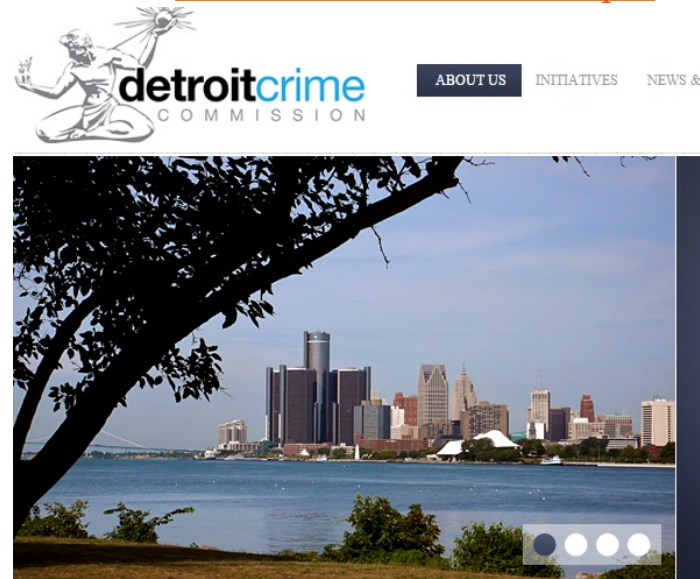 detroitcrime
COMMISSION
ABOUT US
INITIATIVES
NEWS &